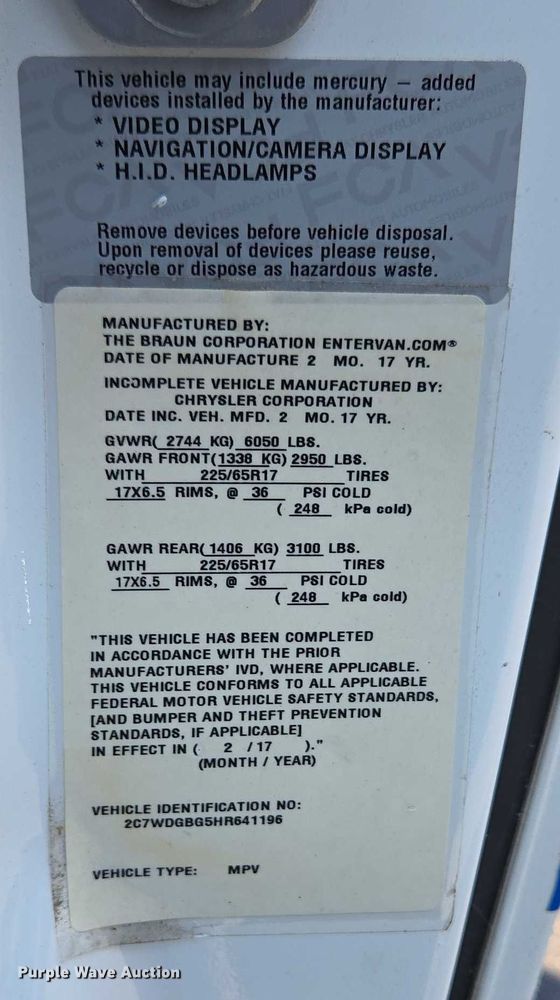 This vehicle may include mercury – added
devices installed by the manufacturer:
* VIDEO DISPLAY
* NAVIGATION/CAMERA DISPLAY
* H.I.D. HEADLAMPS
Remove devices before vehicle disposal.
Upon removal of devices please reuse,
recycle or dispose as hazardous waste.
MANUFACTURED BY:
THE BRAUN CORPORATION ENTERVAN.COM®
DATE OF MANUFACTURE 2 MO. 17 YR.
INCOMPLETE VEHICLE MANUFACTURED BY:
CHRYSLER CORPORATION
DATE INC. VEH. MFD. 2 MO. 17 YR.
GVWR( 2744 KG) 6050 LBS.
GAWR FRONT(1338 KG) 2950 LBS.
WITH 225/65R17 TIRES
17X6.5 RIMS, @ 36 PSI COLD
( 248 kPa cold)
GAWR REAR( 1406 KG) 3100 LBS.
WITH 225/65R17 TIRES
17X6.5 RIMS, @ 36 PSI COLD
( 248 kPa cold)
"THIS VEHICLE HAS BEEN COMPLETED
IN ACCORDANCE WITH THE PRIOR
MANUFACTURERS' IVD, WHERE APPLICABLE.
THIS VEHICLE CONFORMS TO ALL APPLICABLE
FEDERAL MOTOR VEHICLE SAFETY STANDARDS,
[AND BUMPER AND THEFT PREVENTION
STANDARDS, IF APPLICABLE]
IN EFFECT IN ( 2 / 17 )."
(MONTH / YEAR)
VEHICLE IDENTIFICATION NO:
2C7WDGBG5HR641196
VEHICLE TYPE: MPV
Purple Wave Auction